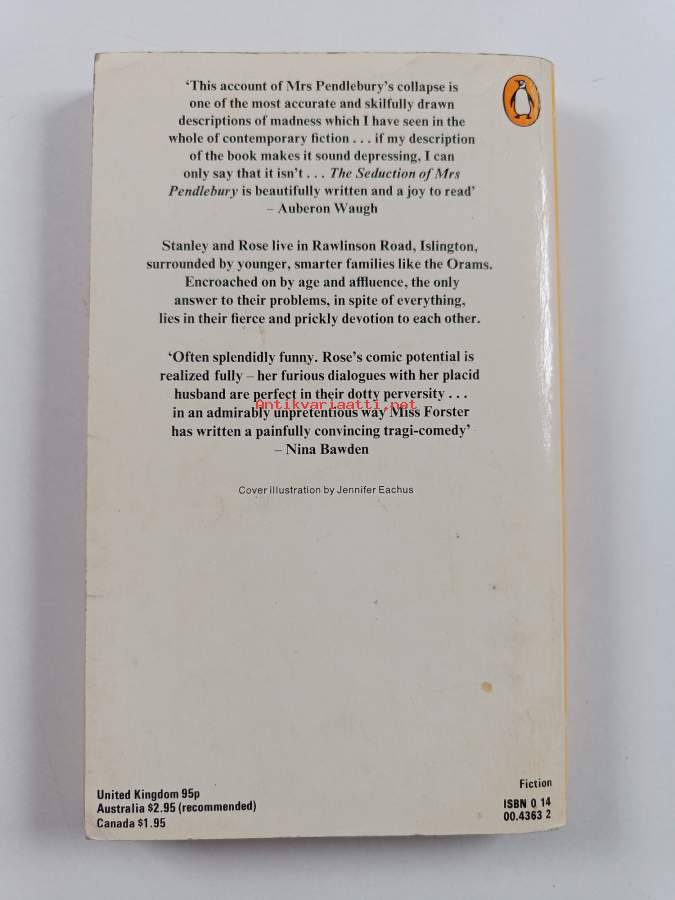 ‘This account of Mrs Pendlebury’s collapse is
one of the most accurate and skilfully drawn
descriptions of madness which I have seen in the
whole of contemporary fiction . . . if my description
of the book makes it sound depressing, I can
only say that it isn’t . . . The Seduction of Mrs
Pendlebury is beautifully written and a joy to read’
– Auberon Waugh
Stanley and Rose live in Rawlinson Road, Islington,
surrounded by younger, smarter families like the Orams.
Encroached on by age and affluence, the only
answer to their problems, in spite of everything,
lies in their fierce and prickly devotion to each other.
‘Often splendidly funny. Rose’s comic potential is
realized fully – her furious dialogues with her placid
husband are perfect in their dotty perversity . . .
Antikvariaatti.net
in an admirably unpretentious way Miss Forster
has written a painfully convincing tragi-comedy’
– Nina Bawden
Cover illustration by Jennifer Eachus
United Kingdom 95p
Australia $2.95 (recommended)
Canada $1.95
Fiction
ISBN 0 14
00.4363 2